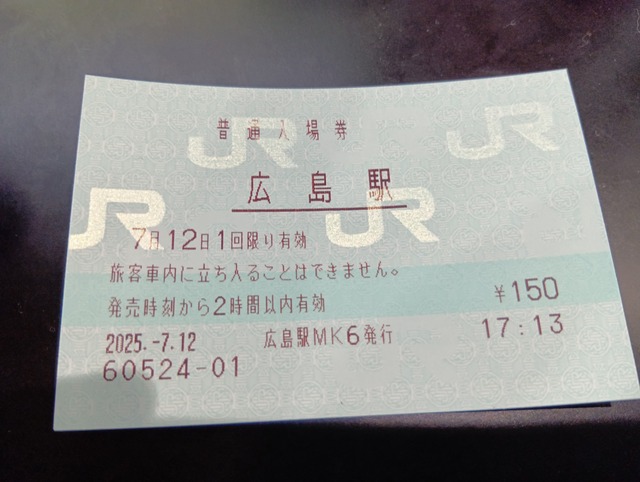 普通入場券
広島駅
7月12日1回限り有効
旅客車内に立ち入ることはできません。
発売時刻から2時間以内有効 ¥150
2025.-7.12 広島駅MK6発行 17:13
60524-01
JR
JR
JR
JR